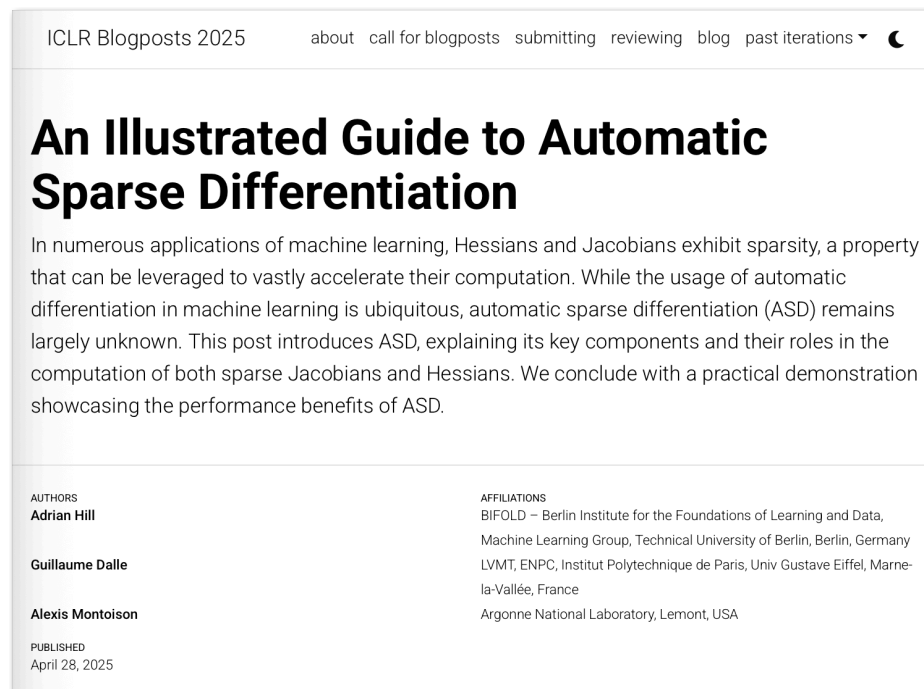 ICLR Blogposts 2025 about call for blogposts submitting reviewing blog past iterations
An Illustrated Guide to Automatic
Sparse Differentiation
In numerous applications of machine learning, Hessians and Jacobians exhibit sparsity, a property
that can be leveraged to vastly accelerate their computation. While the usage of automatic
differentiation in machine learning is ubiquitous, automatic sparse differentiation (ASD) remains
largely unknown. This post introduces ASD, explaining its key components and their roles in the
computation of both sparse Jacobians and Hessians. We conclude with a practical demonstration
showcasing the performance benefits of ASD.
AUTHORS
Adrian Hill
Guillaume Dalle
Alexis Montoison
AFFILIATIONS
BIFOLD – Berlin Institute for the Foundations of Learning and Data,
Machine Learning Group, Technical University of Berlin, Berlin, Germany
LVMT, ENPC, Institut Polytechnique de Paris, Univ Gustave Eiffel, Marne-
la-Vallée, France
Argonne National Laboratory, Lemont, USA
PUBLISHED
April 28, 2025